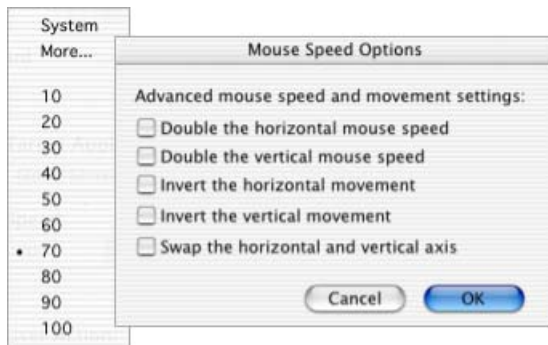 System
More...
10
20
30
40
50
60
• 70
80
90
100
Mouse Speed Options
Advanced mouse speed and movement settings:
Double the horizontal mouse speed
Double the vertical mouse speed
Invert the horizontal movement
Invert the vertical movement
Swap the horizontal and vertical axis
Cancel OK